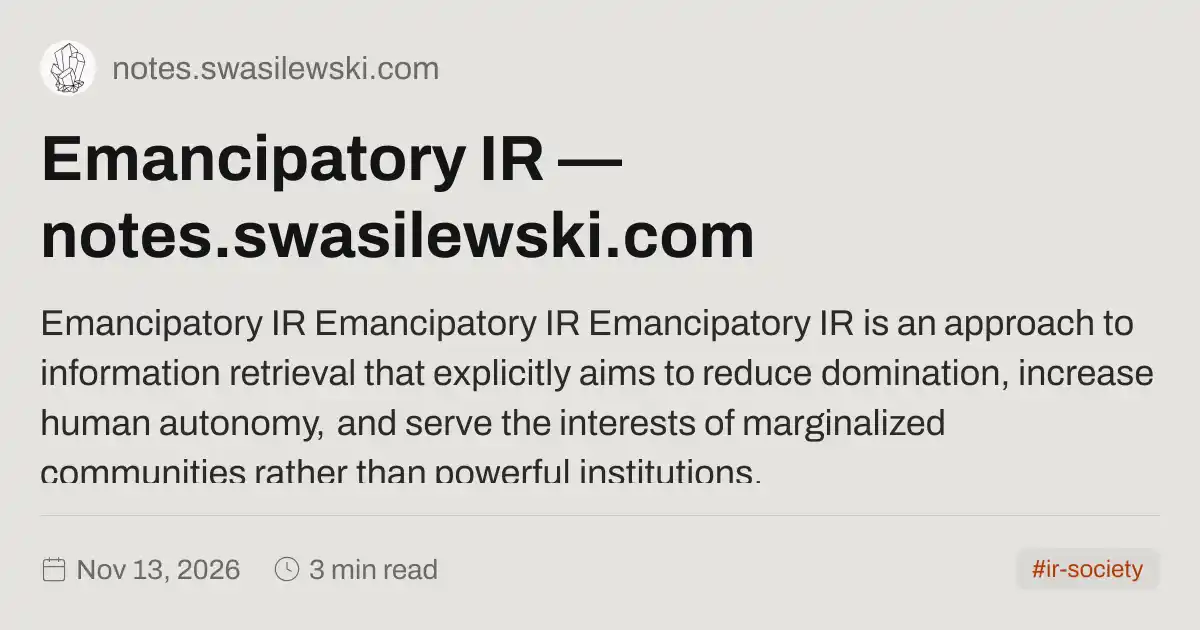 notes.swasilewski.com
Emancipatory IR —
notes.swasilewski.com
Emancipatory IR Emancipatory IR Emancipatory IR is an approach to
information retrieval that explicitly aims to reduce domination, increase
human autonomy, and serve the interests of marginalized
communities rather than powerful institutions.
Nov 13, 2026 3 min read
#ir-society